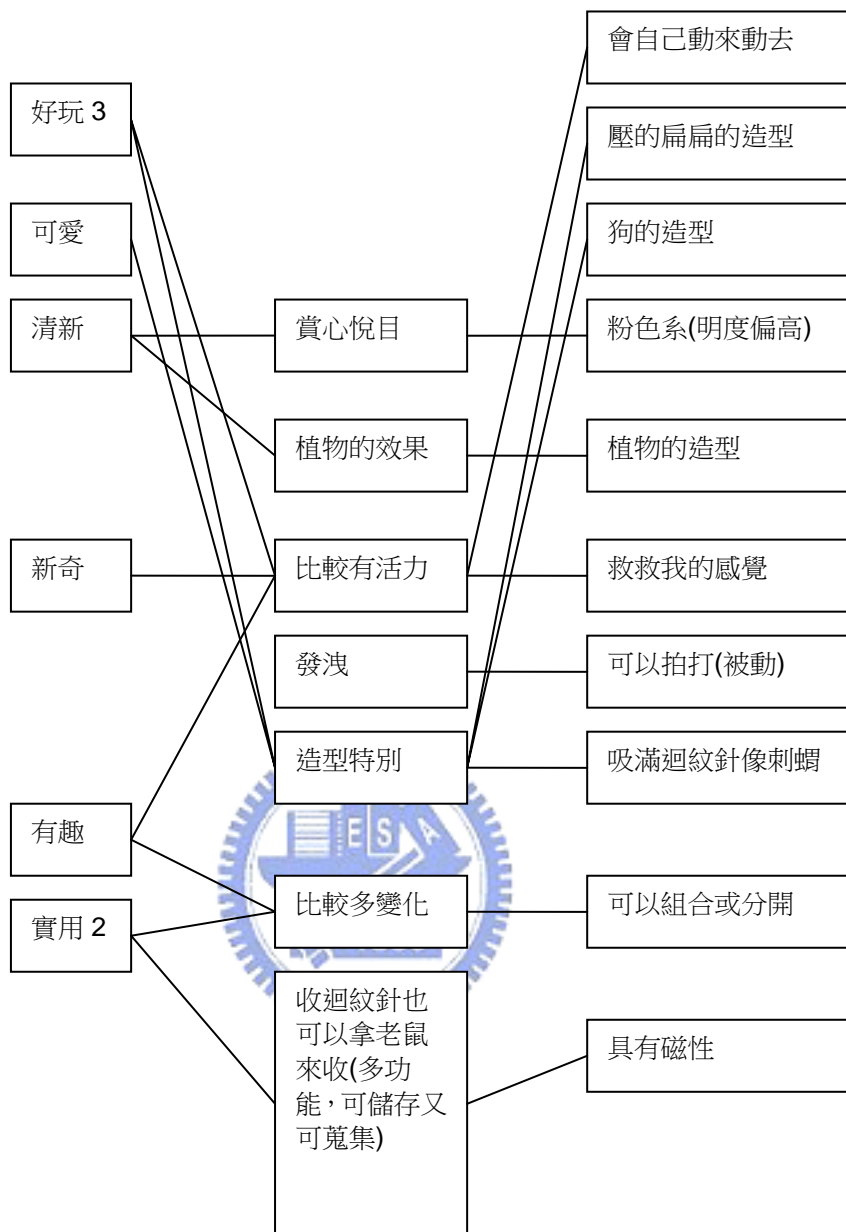 會自己動來動去
好玩 3
壓的扁扁的造型
可愛
狗的造型
清新
賞心悅目
粉色系(明度偏高)
植物的效果
植物的造型
新奇
比較有活力
救救我的感覺
發洩
可以拍打(被動)
造型特別
吸滿迴紋針像刺蝟
有趣
ESA
實用 2
比較多變化
可以組合或分開
收迴紋針也
可以拿老鼠
來收(多功
能，可儲存又
可蒐集)
具有磁性